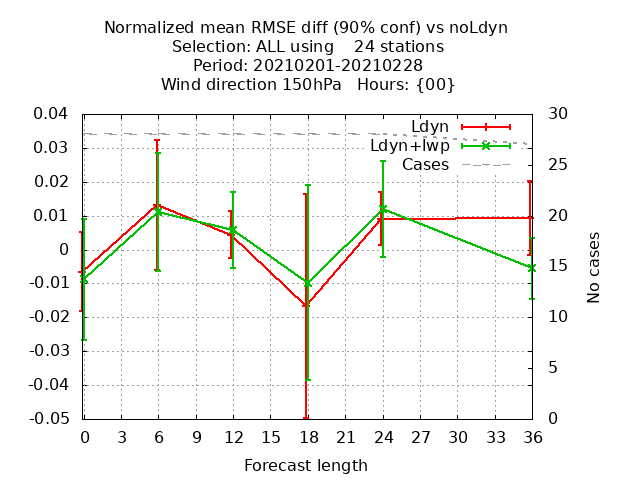 Normalized mean RMSE diff (90% conf) vs noLdyn
Selection: ALL using    24 stations
Period: 20210201-20210228
Wind direction 150hPa   Hours: {00}
Ldyn
Ldyn+lwp
Cases
0.04
0.03
0.02
0.01
0
-0.01
-0.02
-0.03
-0.04
-0.05
30
25
20
15
10
5
0
No cases
0 3 6 9 12 15 18 21 24 27 30 33 36
Forecast length